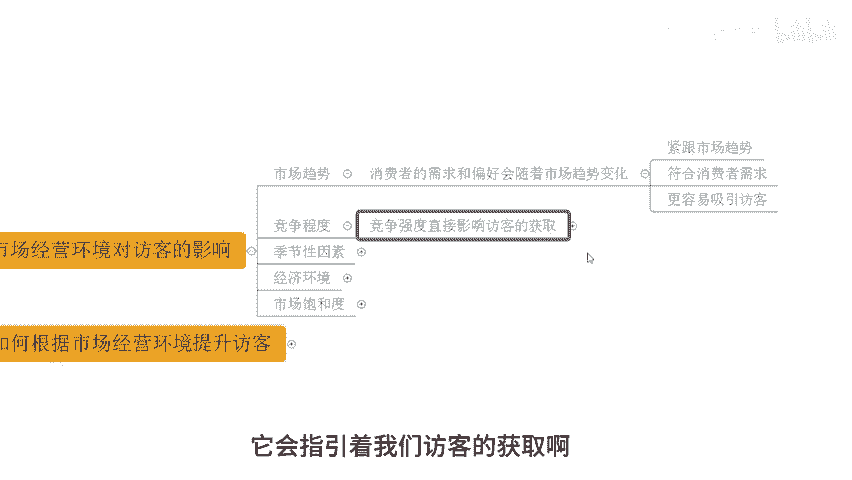 紧跟市场趋势
市场趋势 消费者的需求和偏好会随着市场趋势变化 符合消费者需求
更容易吸引访客
竞争程度 竞争强度直接影响访客的获取
市场经营环境对访客的影响 季节性因素
经济环境
市场饱和度
如何根据市场经营环境提升访客
它会指引着我们访客的获取啊